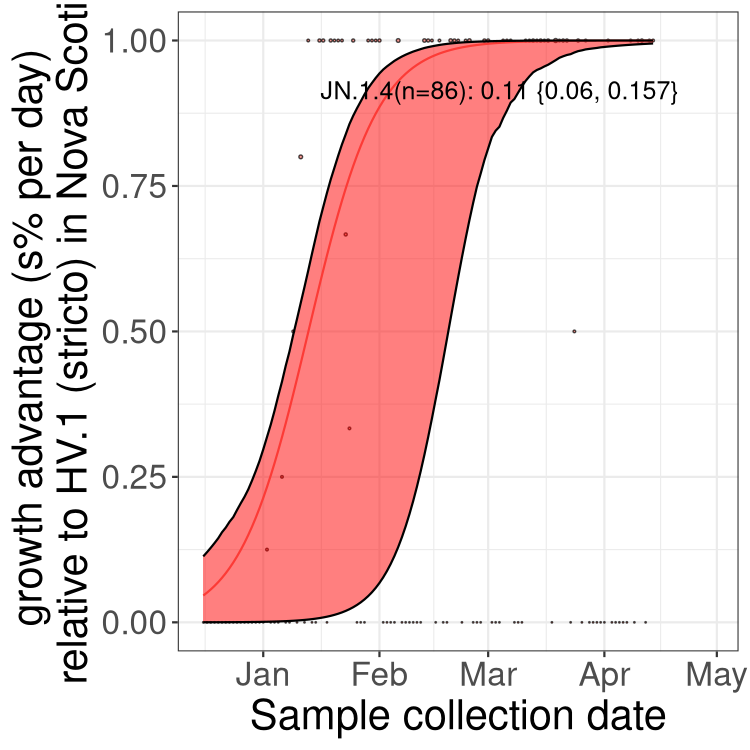 growth advantage (s% per day)
relative to HV.1 (stricto) in Nova Scoti
1.00
0.75
0.50
0.25
0.00
JN.1.4(n=86): 0.11 {0.06, 0.157}
Jan Feb Mar Apr May
Sample collection date